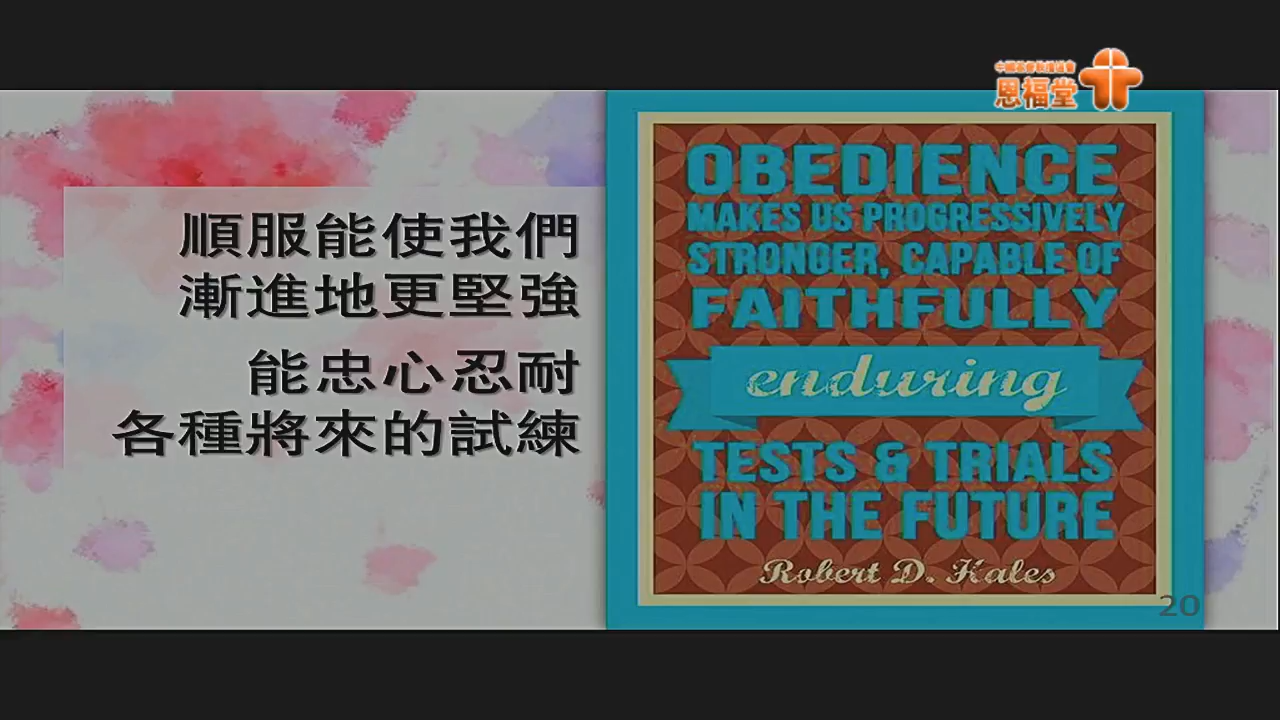 恩福堂
順服能使我們
漸進地更堅強
能忠心忍耐
各種將來的試練
OBEDIENCE
MAKES US PROGRESSIVELY
STRONGER, CAPABLE OF
FAITHFULLY
enduring
TESTS & TRIALS
IN THE FUTURE
Robert D. Hales
20